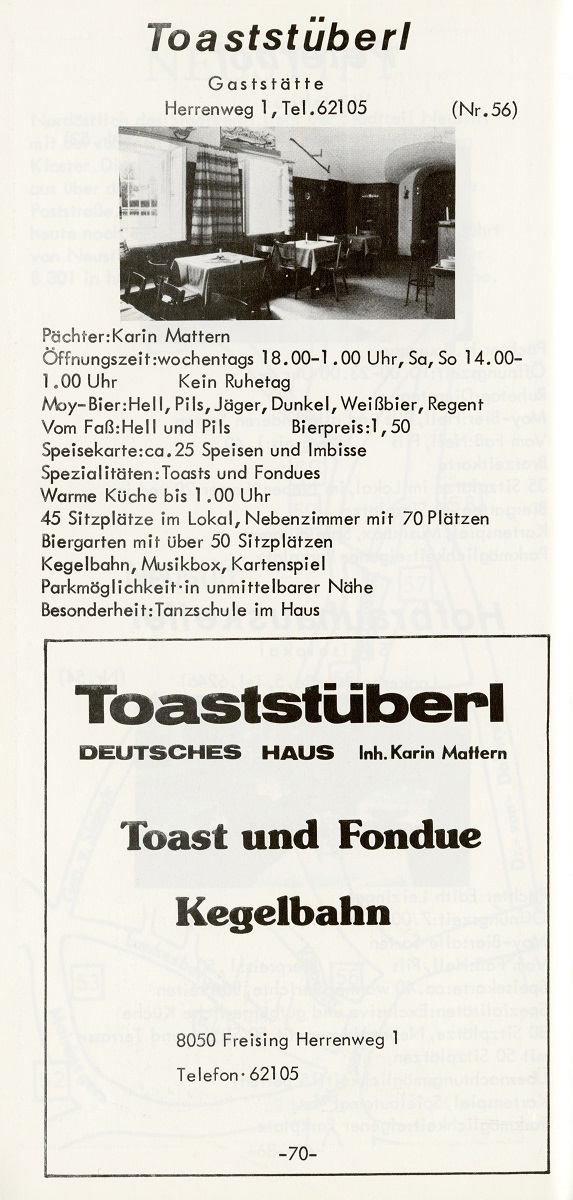 Toaststüberl
Gaststätte
Herrenweg 1, Tel.62105 (Nr.56)
Pächter:Karin Mattern
Öffnungszeit:wochentags 18.00-1.00 Uhr, Sa, So 14.00-
1.00 Uhr Kein Ruhetag
Moy-Bier:Hell, Pils, Jäger, Dunkel, Weißbier, Regent
Vom Faß:Hell und Pils Bierpreis:1,50
Speisekarte:ca.25 Speisen und Imbisse
Spezialitäten:Toasts und Fondues
Warme Küche bis 1.00 Uhr
45 Sitzplätze im Lokal, Nebenzimmer mit 70 Plätzen
Biergarten mit über 50 Sitzplätzen
Kegelbahn, Musikbox, Kartenspiel
Parkmöglichkeit·in unmittelbarer Nähe
Besonderheit:Tanzschule im Haus
Toaststüberl
DEUTSCHES HAUS Inh.Karin Mattern
Toast und Fondue
Kegelbahn
8050 Freising Herrenweg 1
Telefon·62105
-70-